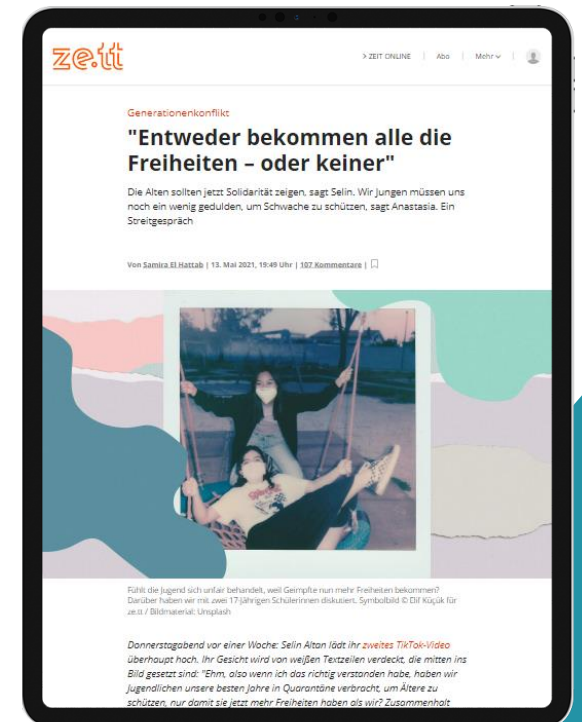 ze.tt
> ZEIT ONLINE | Abo | Mehr |
Generationenkonflikt
"Entweder bekommen alle die
Freiheiten – oder keiner"
Die Alten sollten jetzt Solidarität zeigen, sagt Selin. Wir Jungen müssen uns
noch ein wenig gedulden, um Schwache zu schützen, sagt Anastasia. Ein
Streitgespräch
Von Samira El Hattab | 13. Mai 2021, 19:49 Uhr | 107 Kommentare |
Fühlt die Jugend sich unfair behandelt, weil Geimpfte nun mehr Freiheiten bekommen?
Darüber haben wir mit zwei 17-jährigen Schülerinnen diskutiert. Symbolbild © Elif Küçük für
ze.tt / Bildmaterial: Unsplash
Donnerstagabend vor einer Woche: Selin Altan lädt ihr zweites TikTok-Video
überhaupt hoch. Ihr Gesicht wird von weißen Textzeilen verdeckt, die mitten ins
Bild gesetzt sind: "Ehm, also wenn ich das richtig verstanden habe, haben wir
Jugendlichen unsere besten Jahre in Quarantäne verbracht, um Ältere zu
schützen, nur damit sie jetzt mehr Freiheiten haben als wir? Zusammenhalt